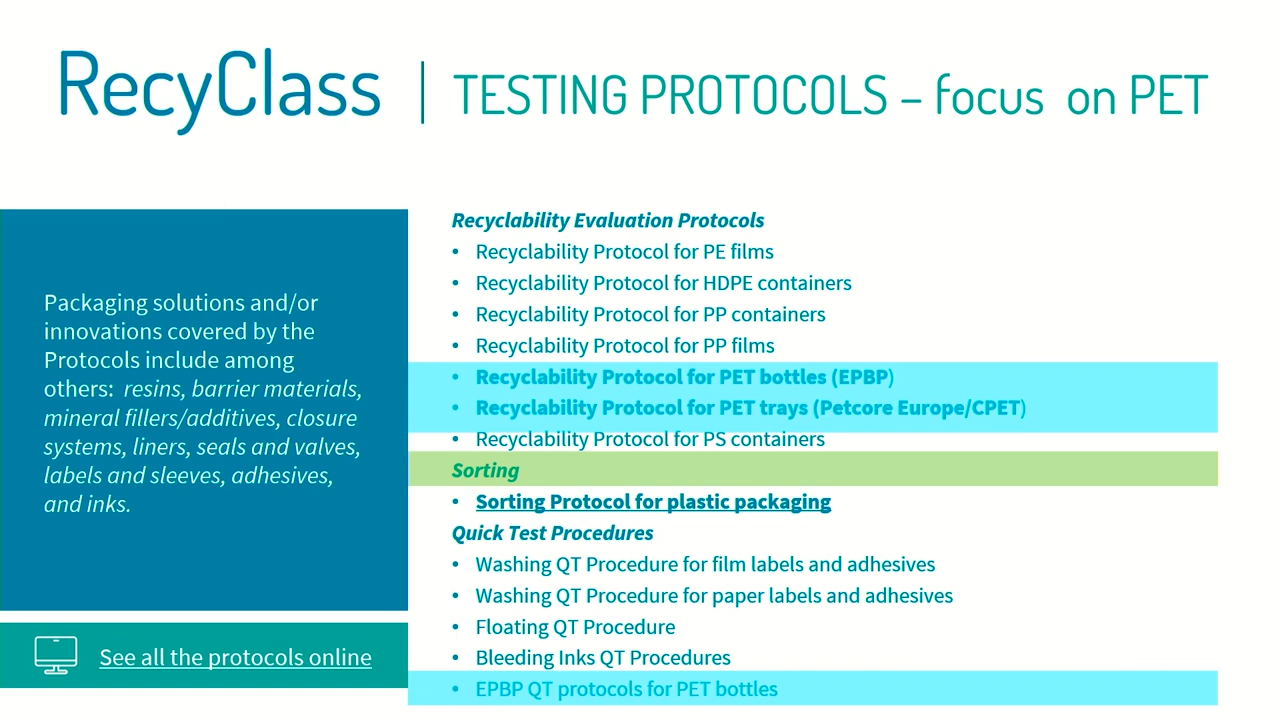 RecyClass | TESTING PROTOCOLS – focus on PET
Packaging solutions and/or
innovations covered by the
Protocols include among
others: resins, barrier materials,
mineral fillers/additives, closure
systems, liners, seals and valves,
labels and sleeves, adhesives,
and inks.
See all the protocols online
Recyclability Evaluation Protocols
• Recyclability Protocol for PE films
• Recyclability Protocol for HDPE containers
• Recyclability Protocol for PP containers
• Recyclability Protocol for PP films
• Recyclability Protocol for PET bottles (EPBP)
• Recyclability Protocol for PET trays (Petcore Europe/CPET)
• Recyclability Protocol for PS containers
Sorting
• Sorting Protocol for plastic packaging
Quick Test Procedures
• Washing QT Procedure for film labels and adhesives
• Washing QT Procedure for paper labels and adhesives
• Floating QT Procedure
• Bleeding Inks QT Procedures
• EPBP QT protocols for PET bottles